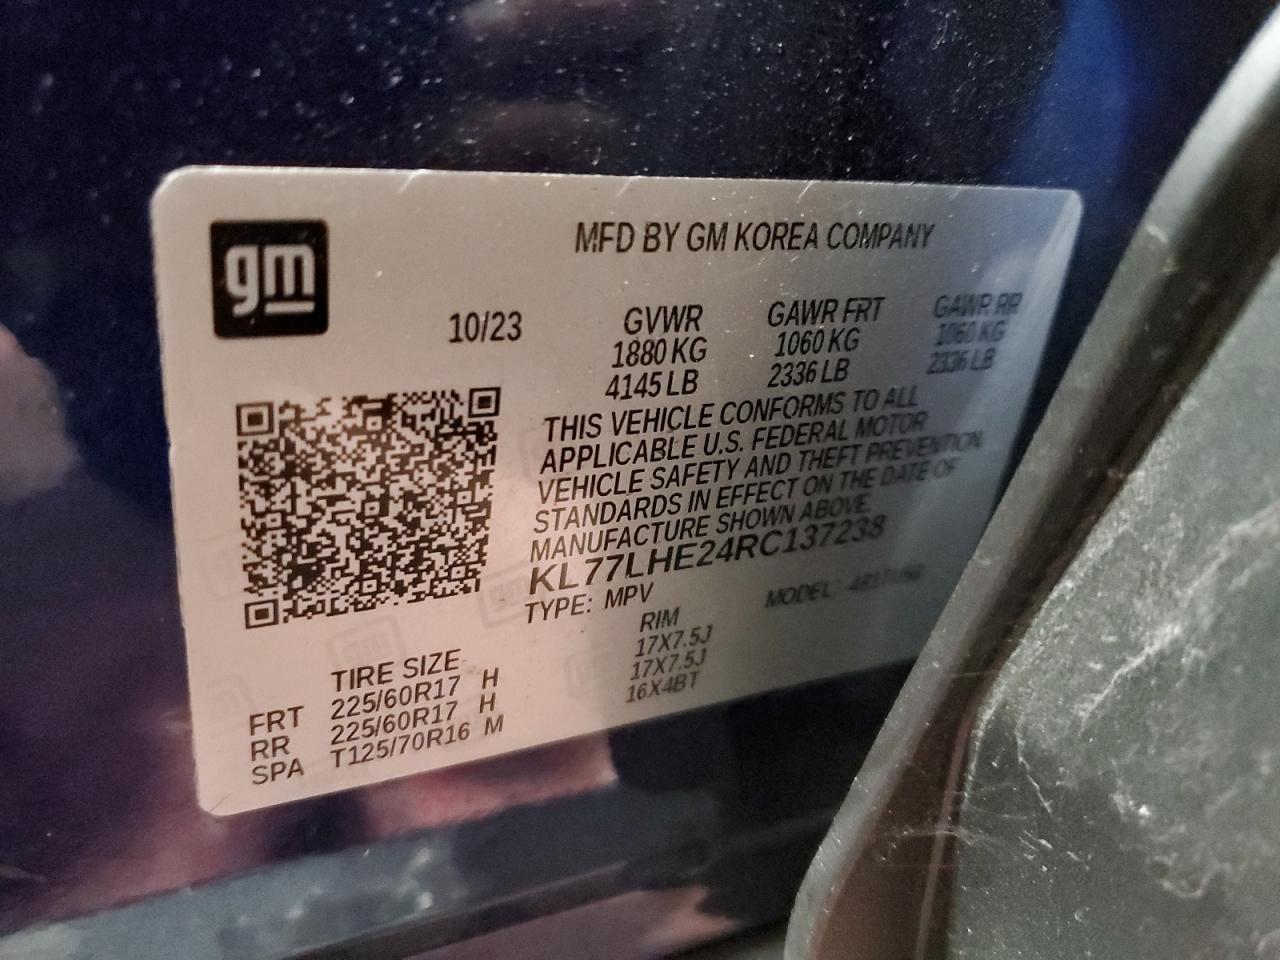 gm
MFD BY GM KOREA COMPANY
10/23 GVWR GAWR FRT GAWR RR
1880 KG 1060 KG 1060 KG
4145 LB 2336 LB 2336 LB
THIS VEHICLE CONFORMS TO ALL
APPLICABLE U.S. FEDERAL MOTOR
VEHICLE SAFETY AND THEFT PREVENTION
STANDARDS IN EFFECT ON THE DATE OF
MANUFACTURE SHOWN ABOVE.
KL77LHE24RC137238
TYPE: MPV MODEL:
TIRE SIZE RIM
FRT 225/60R17 H 17X7.5J
RR 225/60R17 H 17X7.5J
SPA T125/70R16 M 16X4BT